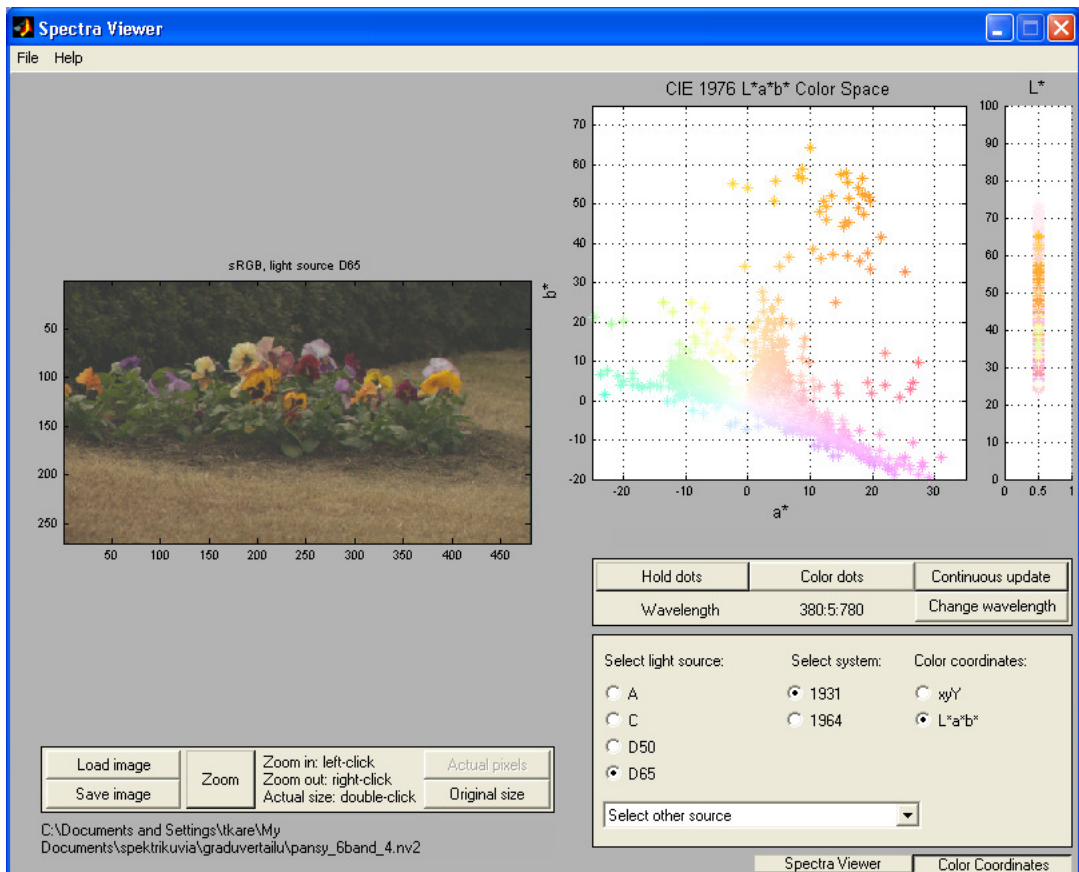 Spectra Viewer
File Help
sRGB, light source D65
50
100
150
200
250
50 100 150 200 250 300 350 400 450
CIE 1976 L*a*b* Color Space
b*
70
60
50
40
30
20
10
0
-10
-20
-20 -10 0 10 20 30
a*
L*
100
90
80
70
60
50
40
30
20
10
0
0 0.5 1
Hold dots Color dots Continuous update
Wavelength 380:5:780 Change wavelength
Select light source: Select system: Color coordinates:
A 1931 xyY
C 1964 L*a*b*
D50
D65
Select other source
Load image
Save image
Zoom
Zoom in: left-click
Zoom out: right-click
Actual size: double-click
Actual pixels
Original size
C:\Documents and Settings\tkare\My
Documents\spektrikuvia\graduvertailu\pansy_6band_4.nv2
Spectra Viewer Color Coordinates